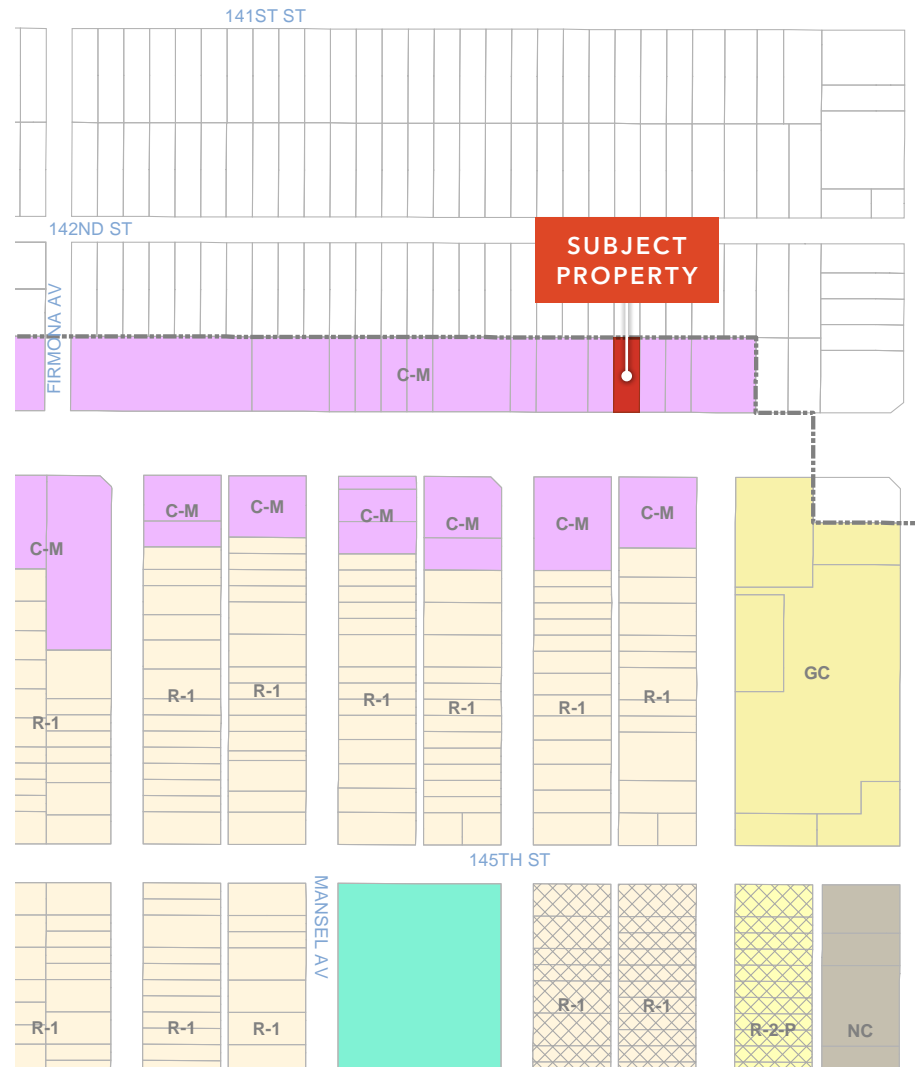 141ST ST
142ND ST
SUBJECT
PROPERTY
FIRMONA AV
C-M
C-M
C-M
C-M
C-M
C-M
C-M
C-M
GC
R-1
R-1
R-1
R-1
R-1
R-1
R-1
145TH ST
MANSEL AV
R-1
R-1
R-1
R-1
R-1
R-2-P
NC